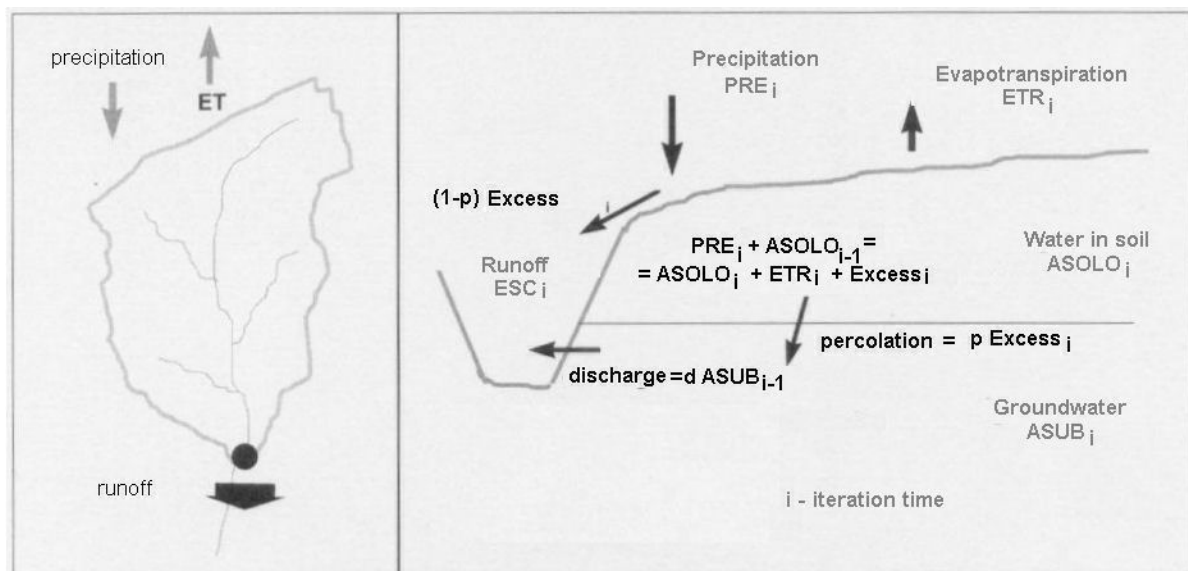 precipitation
ET
runoff
Precipitation
PRE i
Evapotranspiration
ETR i
(1-p) Excess
i
Runoff
ESC i
PRE i + ASOLO i-1 =
= ASOLO i + ETR i + Excess i
Water in soil
ASOLO i
percolation = p Excess i
discharge=d ASUB i-1
Groundwater
ASUB i
i - iteration time